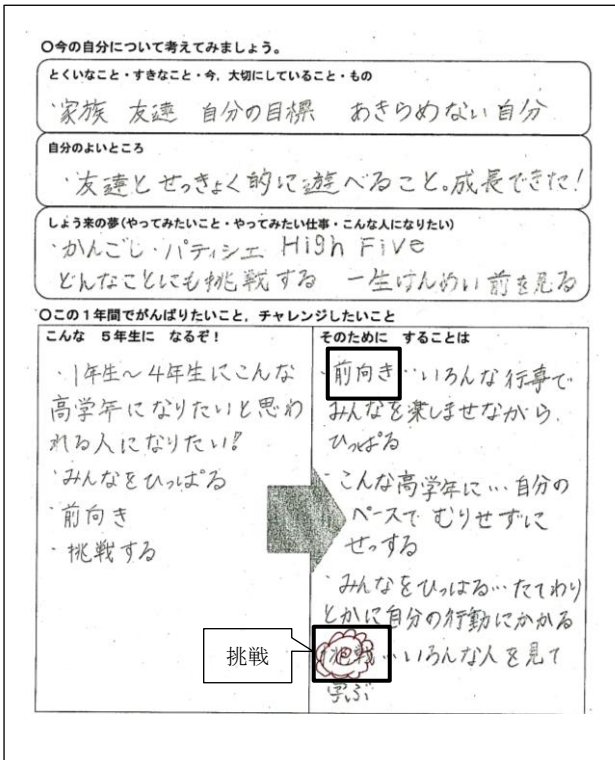 ○今の自分について考えてみましょう。
とくいなこと・すきなこと・今，大切にしていること・もの
・家族 友達 自分の目標 あきらめない自分
自分のよいところ
・友達とせっきょく的に遊べること。成長できた！
しょう来の夢(やってみたいこと・やってみたい仕事・こんな人になりたい)
・かんごし・パティシエ High Five
どんなことにも挑戦する 一生けんめい前を見る
○この１年間でがんばりたいこと，チャレンジしたいこと
こんな ５年生に なるぞ！
・1年生～4年生にこんな
高学年になりたいと思わ
れる人になりたい！
・みんなをひっぱる
・前向き
・挑戦する
そのために することは
・前向き…いろんな行事で
みんなを楽しませながら、
ひっぱる
・こんな高学年に…自分の
ペースで むりせずに
せっする
・みんなをひっぱる…たてわり
とかに自分の行動にかかる
挑戦…いろんな人を見て
学ぶ
挑戦